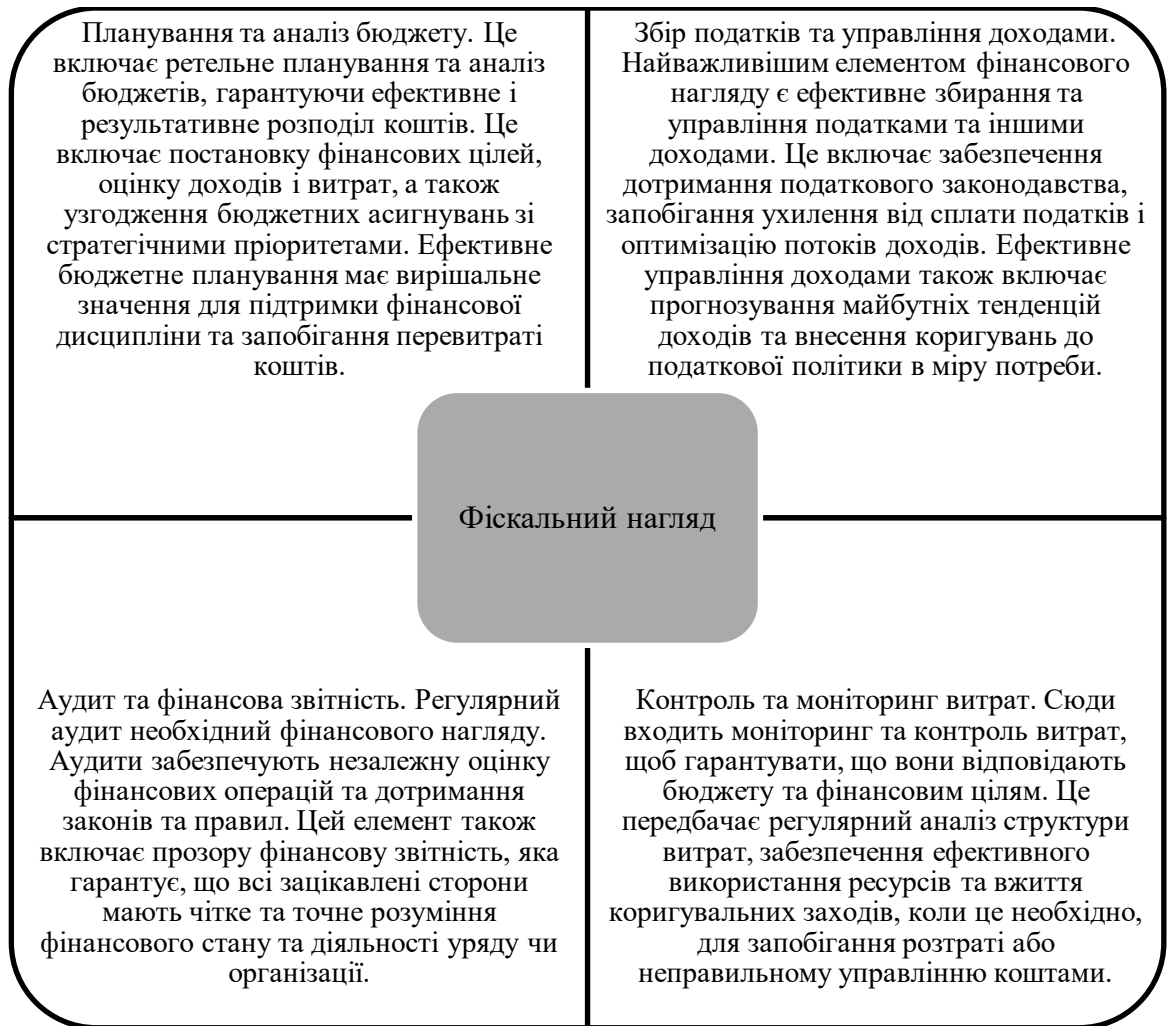 Планування та аналіз бюджету. Це
включає ретельне планування та аналіз
бюджетів, гарантуючи ефективне і
результативне розподіл коштів. Це
включає постановку фінансових цілей,
оцінку доходів і витрат, а також
узгодження бюджетних асигнувань зі
стратегічними пріоритетами. Ефективне
бюджетне планування має вирішальне
значення для підтримки фінансової
дисципліни та запобігання перевитраті
коштів.
Збір податків та управління доходами.
Найважливішим елементом фінансового
нагляду є ефективне збирання та
управління податками та іншими
доходами. Це включає забезпечення
дотримання податкового законодавства,
запобігання ухилення від сплати податків і
оптимізацію потоків доходів. Ефективне
управління доходами також включає
прогнозування майбутніх тенденцій
доходів та внесення коригувань до
податкової політики в міру потреби.
Фіскальний нагляд
Аудит та фінансова звітність. Регулярний
аудит необхідний фінансового нагляду.
Аудити забезпечують незалежну оцінку
фінансових операцій та дотримання
законів та правил. Цей елемент також
включає прозору фінансову звітність, яка
гарантує, що всі зацікавлені сторони
мають чітке та точне розуміння
фінансового стану та діяльності уряду чи
організації.
Контроль та моніторинг витрат. Сюди
входить моніторинг та контроль витрат,
щоб гарантувати, що вони відповідають
бюджету та фінансовим цілям. Це
передбачає регулярний аналіз структури
витрат, забезпечення ефективного
використання ресурсів та вжиття
коригувальних заходів, коли це необхідно,
для запобігання розтраті або
неправильному управлінню коштами.